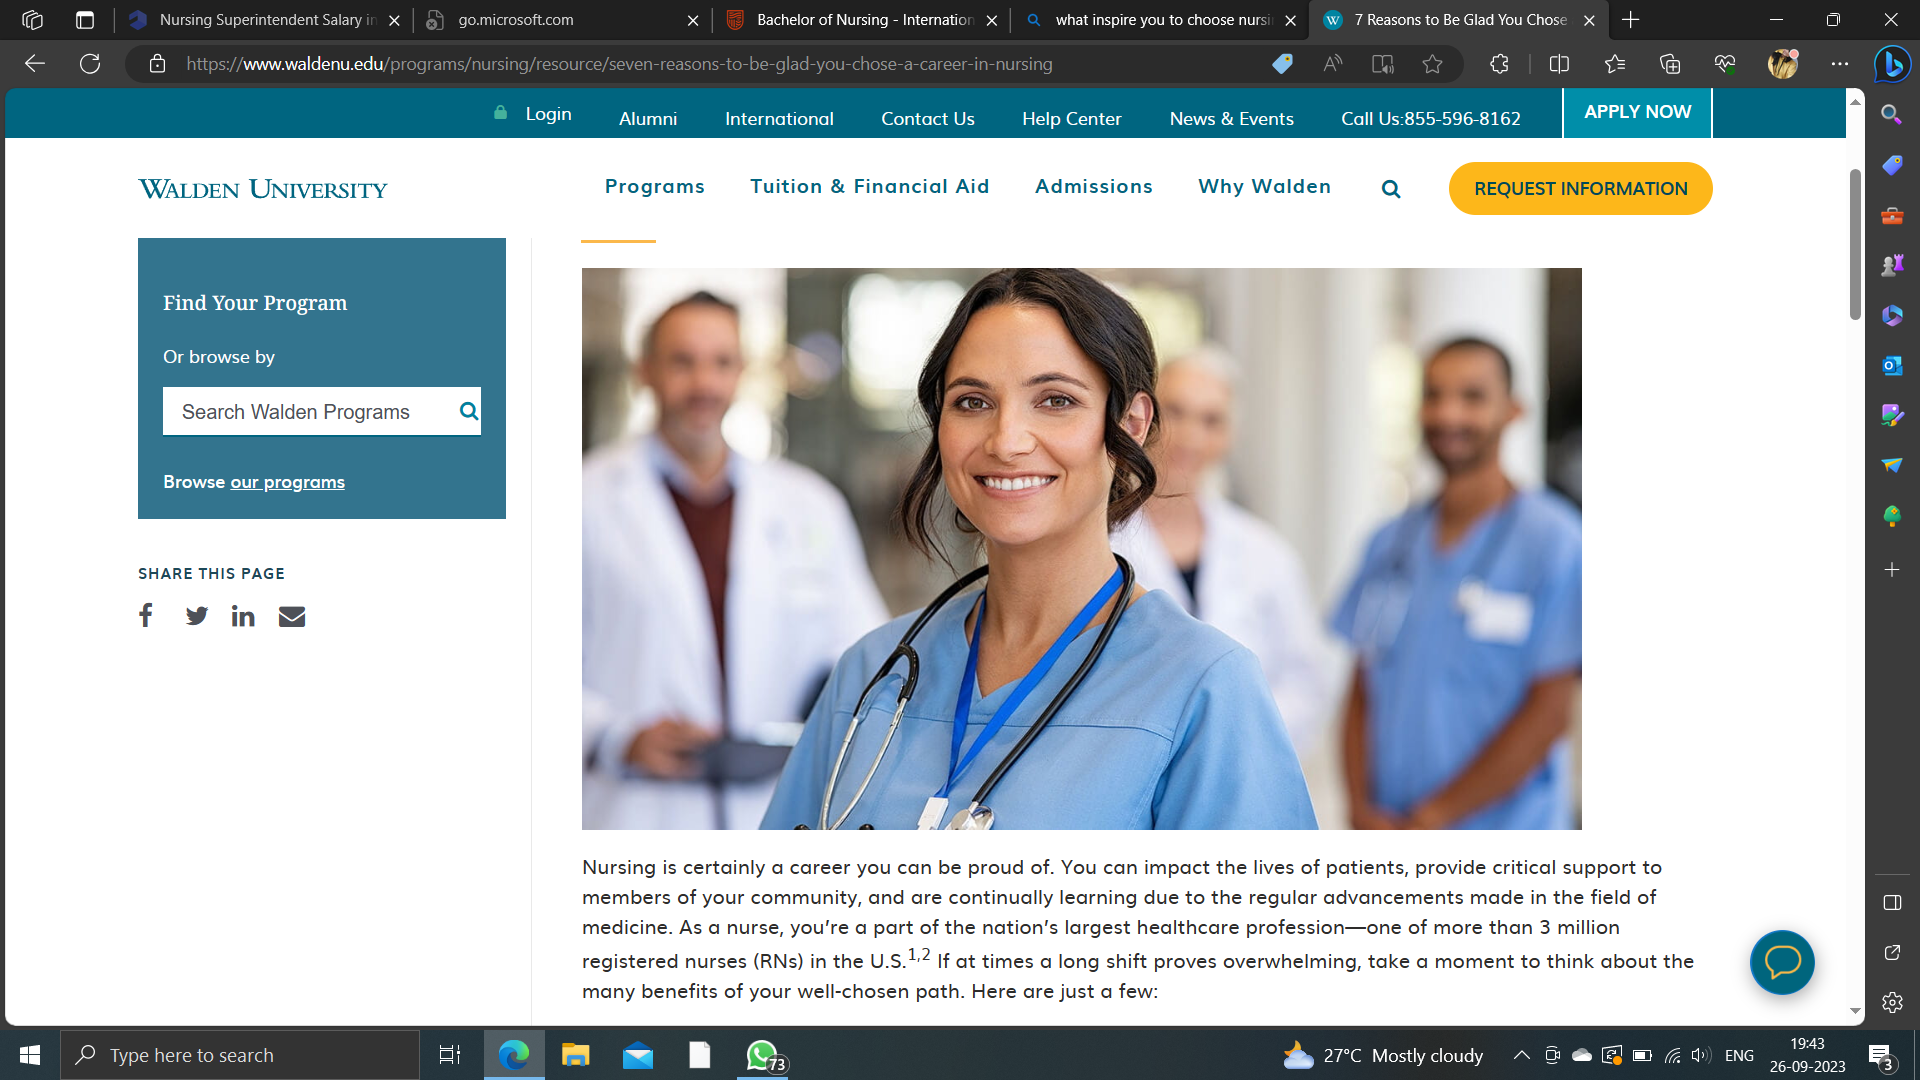 Nursing Superintendent Salary in
go.microsoft.com
Bachelor of Nursing - Internation
what inspire you to choose nursi
7 Reasons to Be Glad You Chose
https://www.waldenu.edu/programs/nursing/resource/seven-reasons-to-be-glad-you-chose-a-career-in-nursing
Login
Alumni
International
Contact Us
Help Center
News & Events
Call Us:855-596-8162
APPLY NOW
WALDEN UNIVERSITY
Programs
Tuition & Financial Aid
Admissions
Why Walden
REQUEST INFORMATION
Find Your Program
Or browse by
Search Walden Programs
Browse our programs
SHARE THIS PAGE
Nursing is certainly a career you can be proud of. You can impact the lives of patients, provide critical support to
members of your community, and are continually learning due to the regular advancements made in the field of
medicine. As a nurse, you’re a part of the nation’s largest healthcare profession—one of more than 3 million
registered nurses (RNs) in the U.S.1,2 If at times a long shift proves overwhelming, take a moment to think about the
many benefits of your well-chosen path. Here are just a few:
Type here to search
73
27°C Mostly cloudy
ENG
19:43
26-09-2023
3